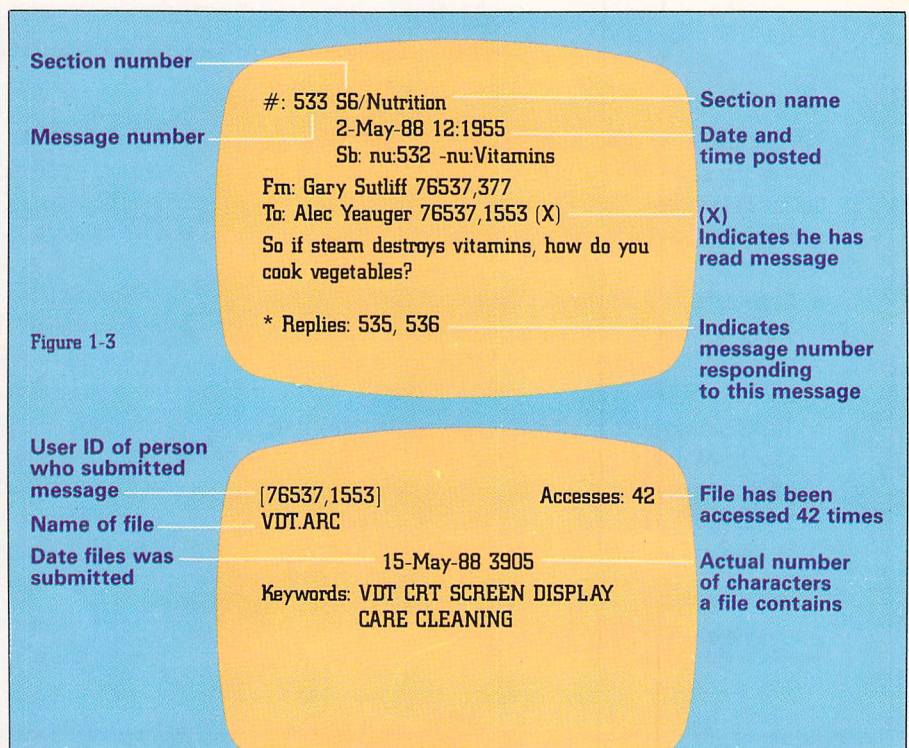 Section number
Message number
#: 533 S6/Nutrition
2-May-88 12:1955
Sb: nu:532 -nu:Vitamins
Fm: Gary Sutliff 76537,377
To: Alec Yeauger 76537,1553 (X)
So if steam destroys vitamins, how do you
cook vegetables?
* Replies: 535, 536
Section name
Date and
time posted
(X)
Indicates he has
read message
Indicates
message number
responding
to this message
Figure 1-3
User ID of person
who submitted
message
Name of file
Date files was
submitted
[76537,1553]
Accesses: 42
VDT.ARC
15-May-88 3905
Keywords: VDT CRT SCREEN DISPLAY
CARE CLEANING
File has been
accessed 42 times
Actual number
of characters
a file contains